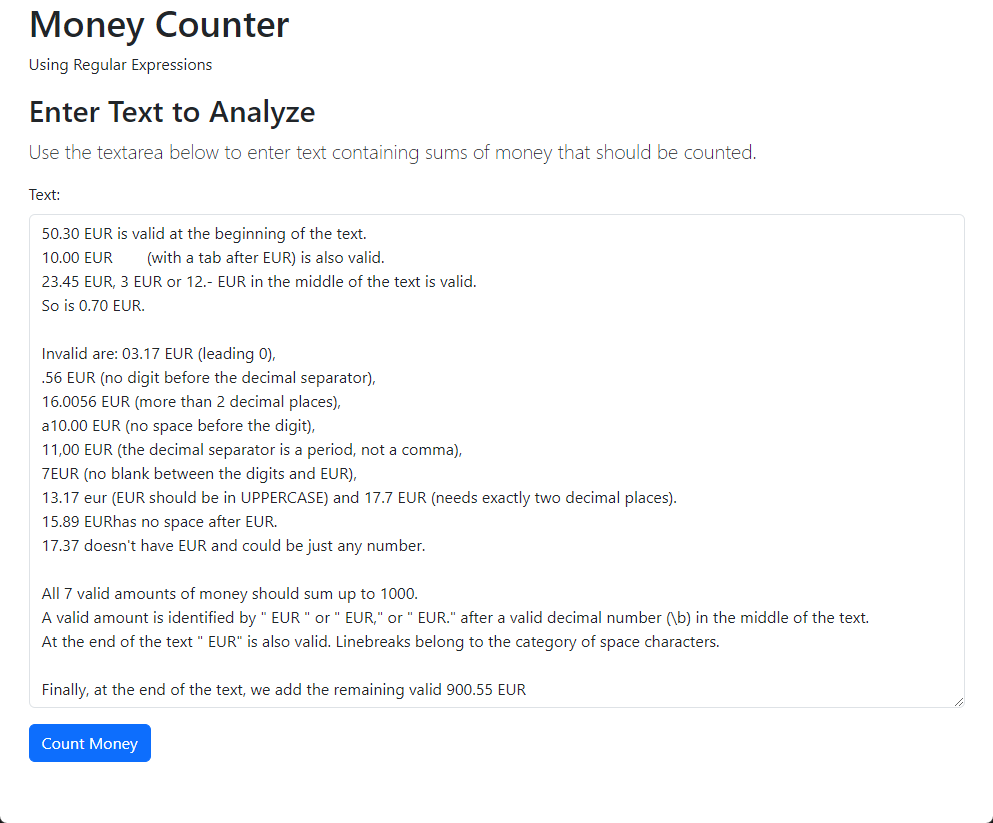 Money Counter
Using Regular Expressions
Enter Text to Analyze
Use the textarea below to enter text containing sums of money that should be counted.
Text:
50.30 EUR is valid at the beginning of the text.
10.00 EUR	(with a tab after EUR) is also valid.
23.45 EUR, 3 EUR or 12.- EUR in the middle of the text is valid.
So is 0.70 EUR.

Invalid are: 03.17 EUR (leading 0),
.56 EUR (no digit before the decimal separator),
16.0056 EUR (more than 2 decimal places),
a10.00 EUR (no space before the digit),
11,00 EUR (the decimal separator is a period, not a comma),
7EUR (no blank between the digits and EUR),
13.17 eur (EUR should be in UPPERCASE) and 17.7 EUR (needs exactly two decimal places).
15.89 EURhas no space after EUR.
17.37 doesn't have EUR and could be just any number.

All 7 valid amounts of money should sum up to 1000.
A valid amount is identified by " EUR " or " EUR," or " EUR." after a valid decimal number (\b) in the middle of the text.
At the end of the text " EUR" is also valid. Linebreaks belong to the category of space characters.

Finally, at the end of the text, we add the remaining valid 900.55 EUR
Count Money